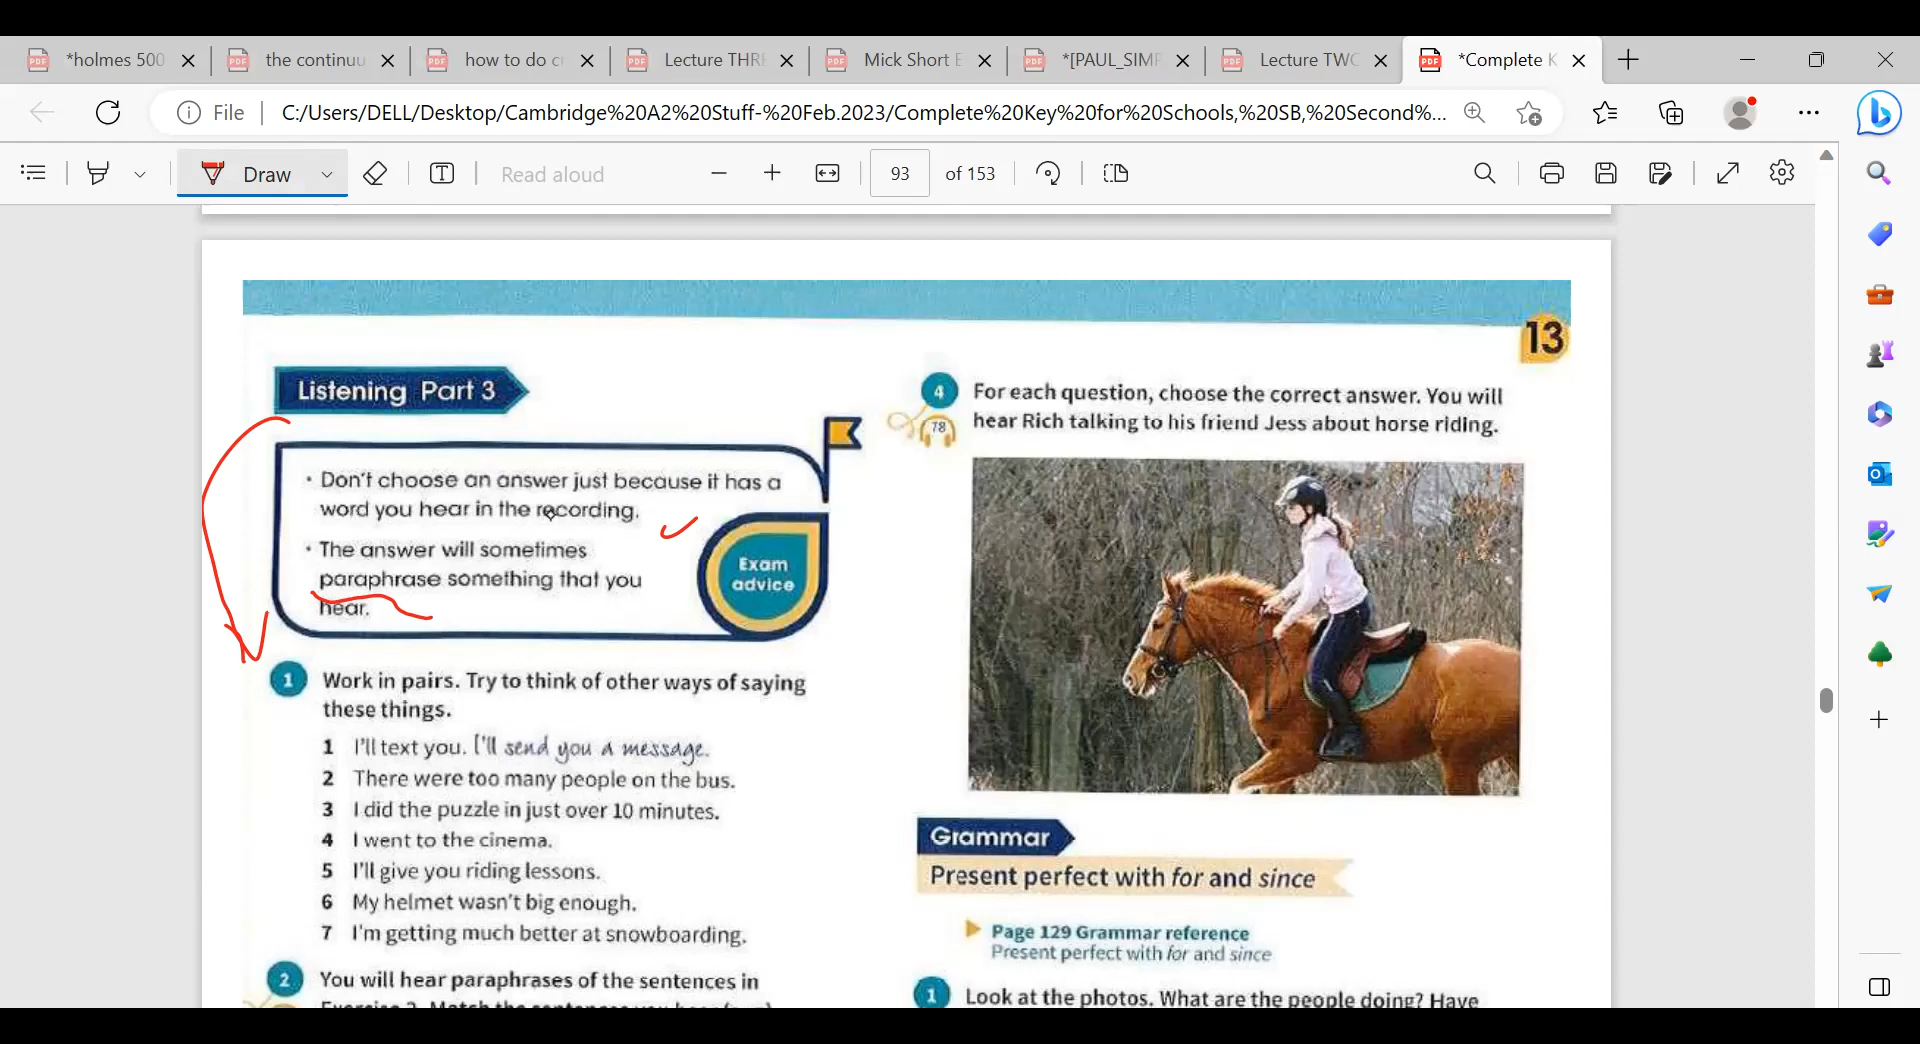 *holmes 500
the continuu
how to do c
Lecture THRE
Mick Short E
*[PAUL_SIMP
Lecture TWO
*Complete K
File
C:/Users/DELL/Desktop/Cambridge%20A2%20Stuff-%20Feb.2023/Complete%20Key%20for%20Schools,%20SB,%20Second%...
Draw
Read aloud
93
of 153
13
Listening Part 3
· Don't choose an answer just because it has a
word you hear in the recording.
· The answer will sometimes
paraphrase something that you
hear.
Exam
advice
1 Work in pairs. Try to think of other ways of saying
these things.
1 I'll text you. I'll send you a message.
2 There were too many people on the bus.
3 I did the puzzle in just over 10 minutes.
4 I went to the cinema.
5 I'll give you riding lessons.
6 My helmet wasn't big enough.
7 I'm getting much better at snowboarding.
2 You will hear paraphrases of the sentences in
4 For each question, choose the correct answer. You will
78 hear Rich talking to his friend Jess about horse riding.
Grammar
Present perfect with for and since
Page 129 Grammar reference
Present perfect with for and since
1 Look at the photos. What are the people doing? Have